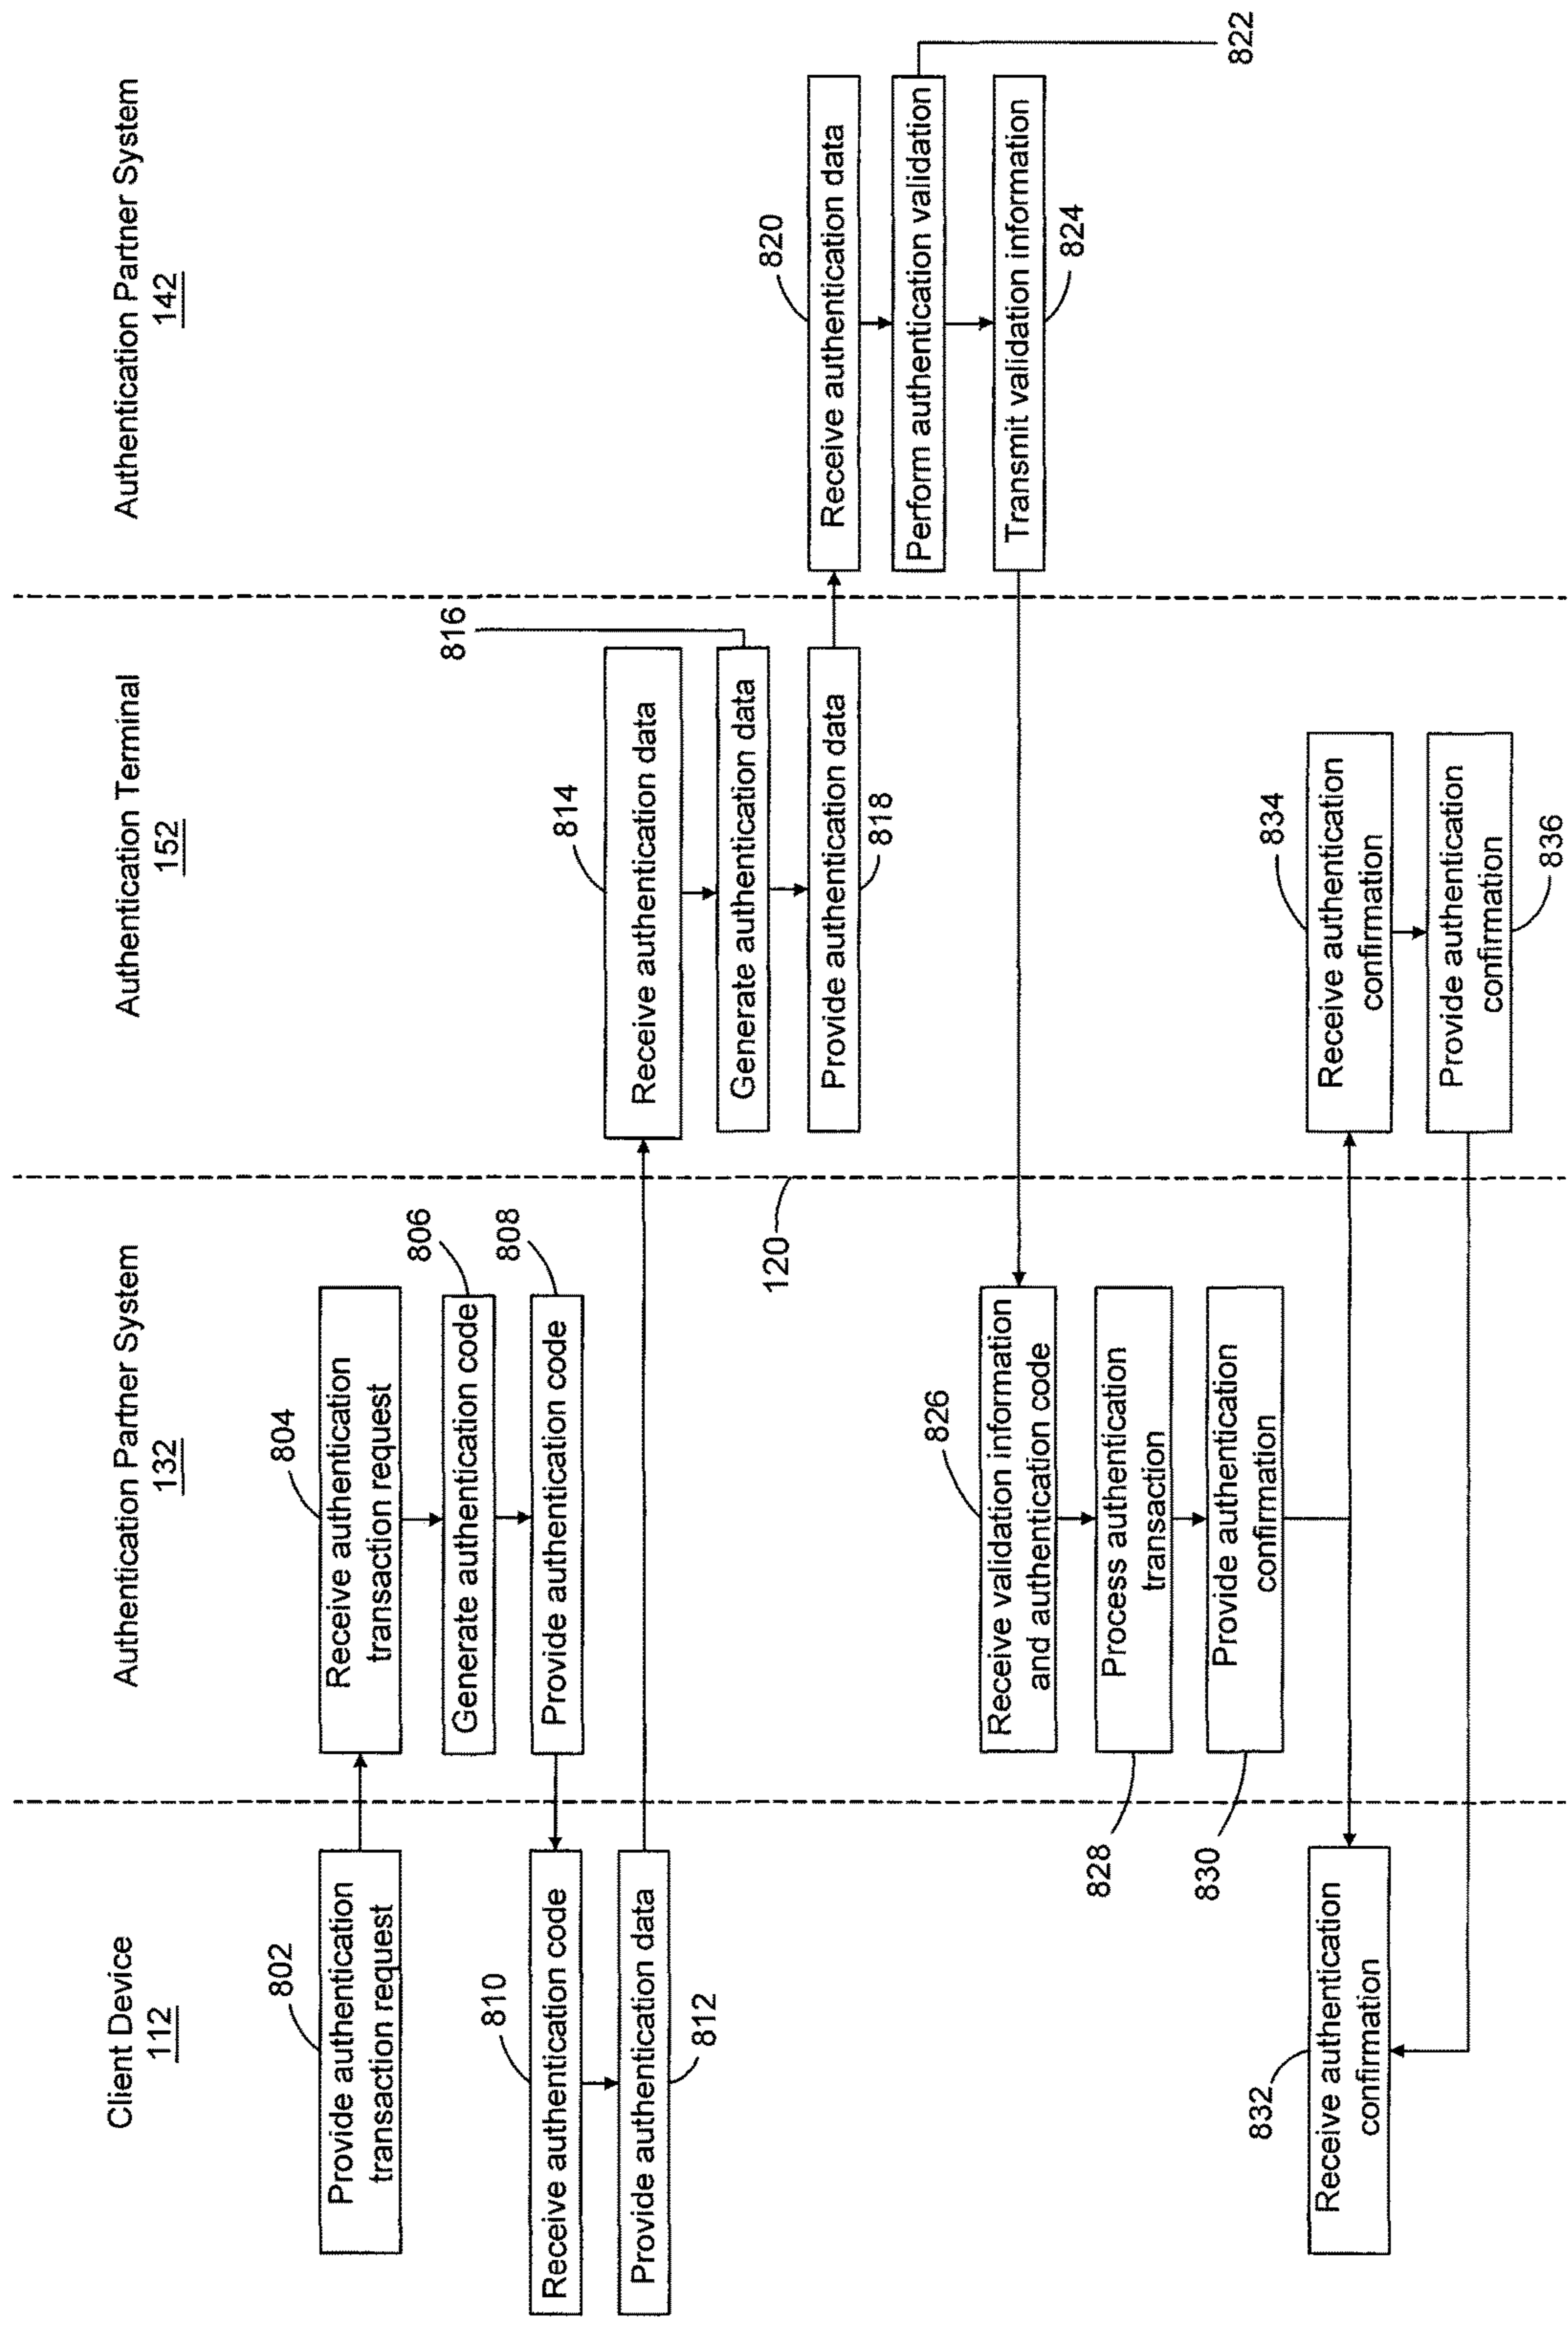 Client Device
112
Authentication Partner System
132
Authentication Terminal
152
Authentication Partner System
142
802
Provide authentication
transaction request
804
Receive authentication
transaction request
806
Generate authentication code
808
Provide authentication code
810
Receive authentication code
Provide authentication data
812
814
Receive authentication data
816
Generate authentication data
Provide authentication data
818
820
Receive authentication data
Perform authentication validation
822
Transmit validation information
824
120
826
Receive validation information
and authentication code
Process authentication
transaction
828
Provide authentication
confirmation
830
832
Receive authentication
confirmation
834
Receive authentication
confirmation
Provide authentication
confirmation
836